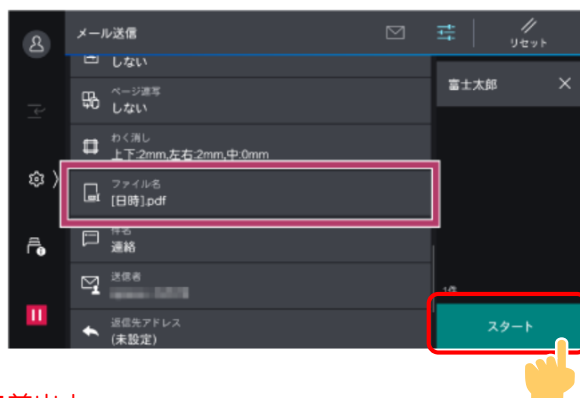 メール送信
リセット
しない
ページ連写
しない
わく消し
上下:2mm,左右:2mm,中:0mm
ファイル名
[日時].pdf
件名
連絡
送信者
返信先アドレス
(未設定)
富士太郎
1件
スタート